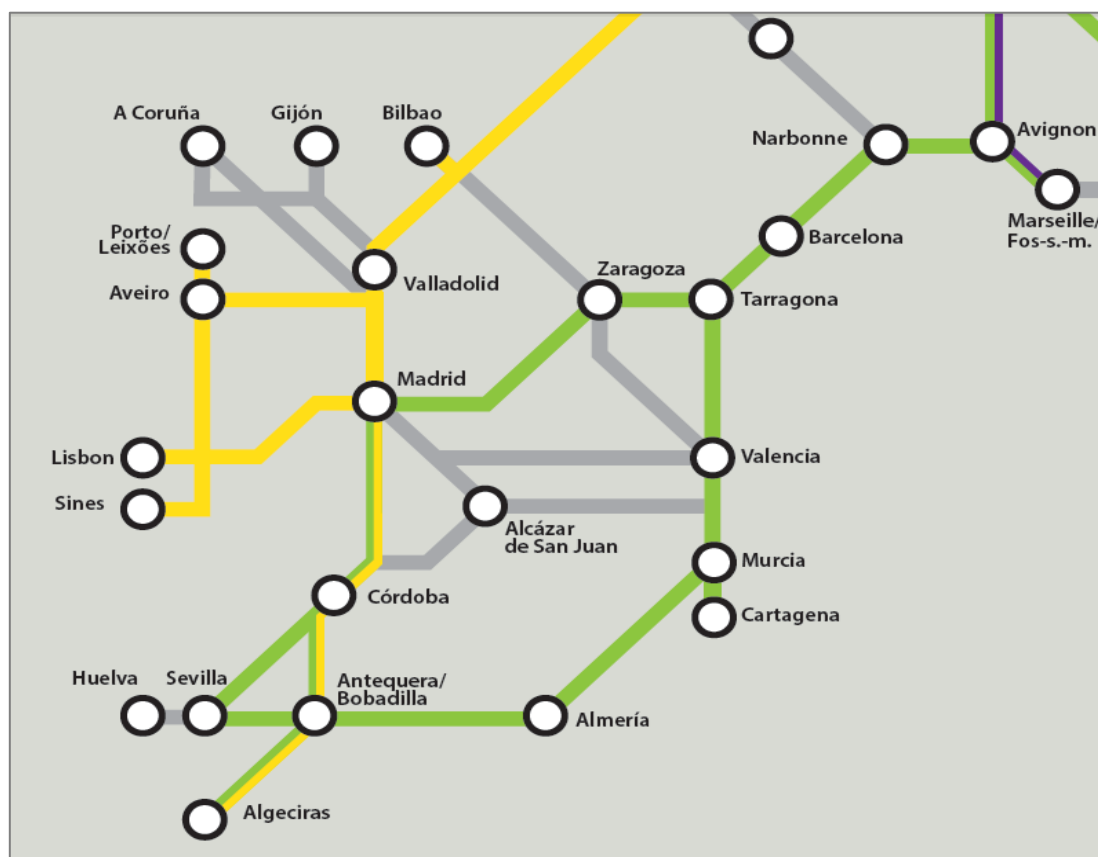 A Coruña
Gijón
Bilbao
Narbonne
Avignon
Marseille/
Fos-s.-m.
Porto/
Leixões
Aveiro
Valladolid
Zaragoza
Barcelona
Tarragona
Madrid
Lisbon
Sines
Valencia
Alcázar
de San Juan
Murcia
Córdoba
Cartagena
Huelva
Sevilla
Antequera/
Bobadilla
Almería
Algeciras